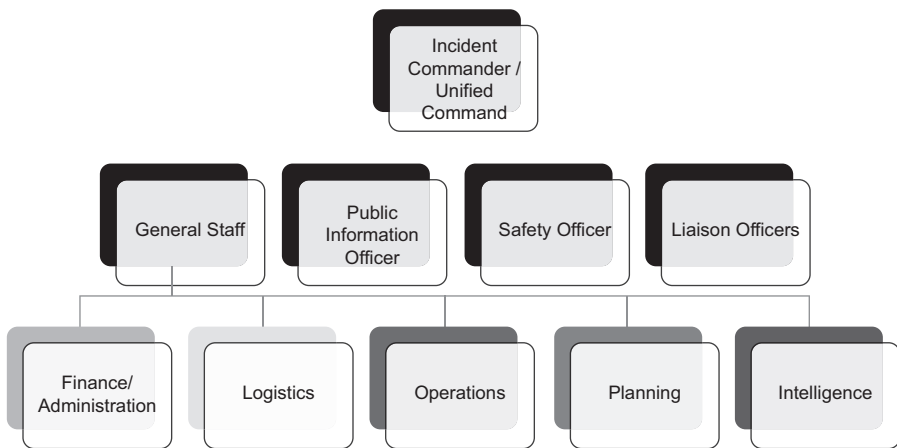 Incident
Commander /
Unified
Command
General Staff
Public
Information
Officer
Safety Officer
Liaison Officers
Finance/
Administration
Logistics
Operations
Planning
Intelligence